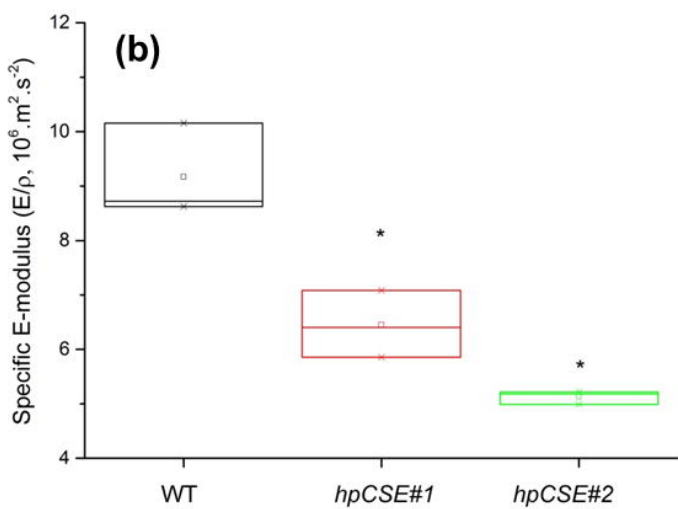 (b)
Specific E-modulus (E/ρ, 10⁶.m².s⁻²)
12
10
8
6
4
*
*
WT
hpCSE#1
hpCSE#2